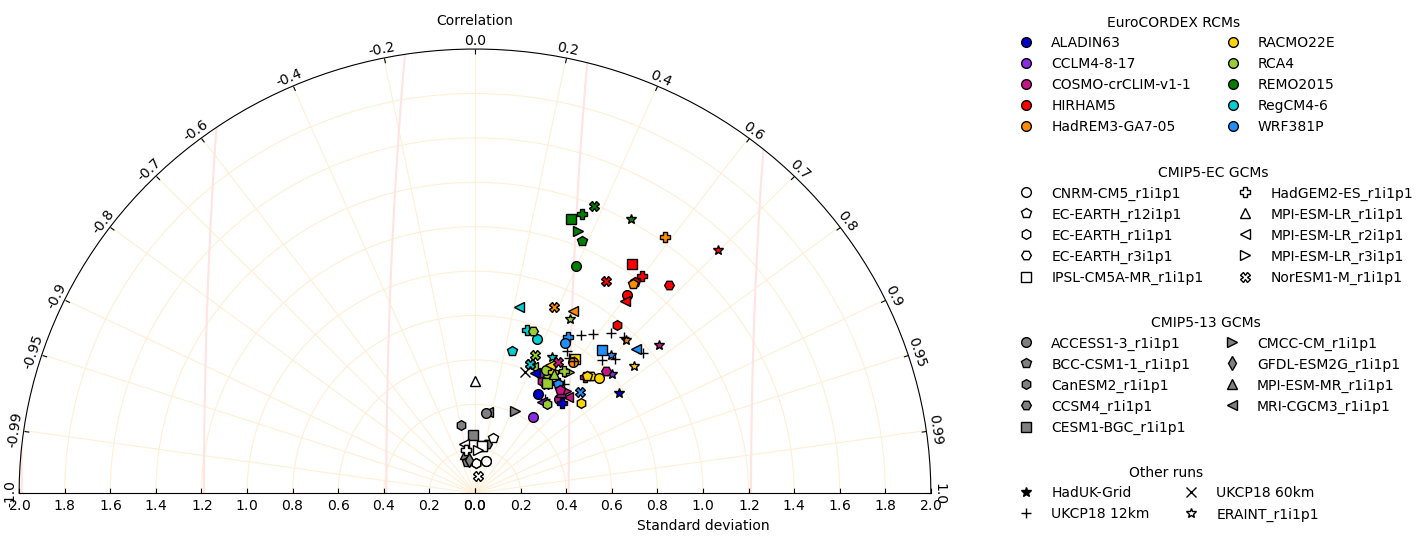 Correlation
0.0
-0.2
0.2
-0.4
0.4
-0.6
0.6
-0.7
0.7
-0.8
0.8
-0.9
0.9
-0.95
0.95
-0.99
0.99
-1.0
1.0
1.8 1.6 1.4 1.2 1.0 0.8 0.6 0.4 0.2 0.0 0.2 0.4 0.6 0.8 1.0 1.2 1.4 1.6 1.8 2.0
Standard deviation
EuroCORDEX RCMs
ALADIN63 RACMO22E
CCLM4-8-17 RCA4
COSMO-crCLIM-v1-1 REMO2015
HIRHAM5 RegCM4-6
HadREM3-GA7-05 WRF381P
CMIP5-EC GCMs
CNRM-CM5_r1i1p1 HadGEM2-ES_r1i1p1
EC-EARTH_r12i1p1 MPI-ESM-LR_r1i1p1
EC-EARTH_r1i1p1 MPI-ESM-LR_r2i1p1
EC-EARTH_r3i1p1 MPI-ESM-LR_r3i1p1
IPSL-CM5A-MR_r1i1p1 NorESM1-M_r1i1p1
CMIP5-13 GCMs
ACCESS1-3_r1i1p1 CMCC-CM_r1i1p1
BCC-CSM1-1_r1i1p1 GFDL-ESM2G_r1i1p1
CanESM2_r1i1p1 MPI-ESM-MR_r1i1p1
CCSM4_r1i1p1 MRI-CGCM3_r1i1p1
CESM1-BGC_r1i1p1
Other runs
HadUK-Grid UKCP18 60km
UKCP18 12km ERAINT_r1i1p1